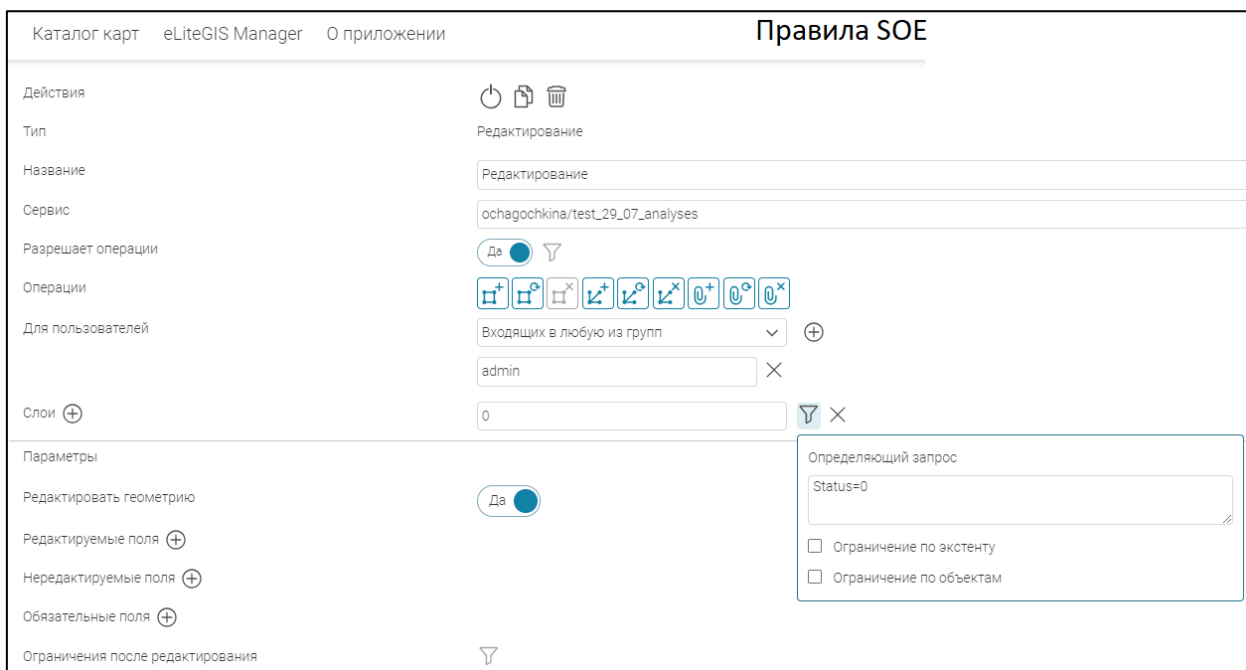 Каталог карт eLiteGIS Manager О приложении Правила SOE
Действия
Тип Редактирование
Название Редактирование
Сервис ochagochkina/test_29_07_analyses
Разрешает операции Да
Операции
Для пользователей Входящих в любую из групп
admin
Слои 0
Параметры Определяющий запрос
Status=0
Редактировать геометрию Да
Редактируемые поля Ограничение по экстенту
Нередактируемые поля Ограничение по объектам
Обязательные поля
Ограничения после редактирования